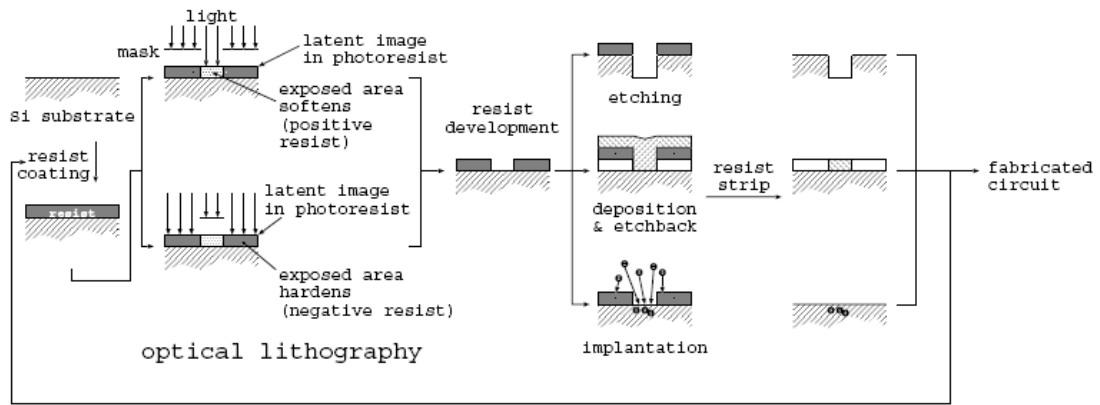 light
mask
latent image
in photoresist
exposed area
softens
(positive
resist)
Si substrate
resist
coating
resist
latent image
in photoresist
exposed area
hardens
(negative resist)
optical lithography
resist
development
etching
deposition
& etchback
implantation
resist
strip
fabricated
circuit